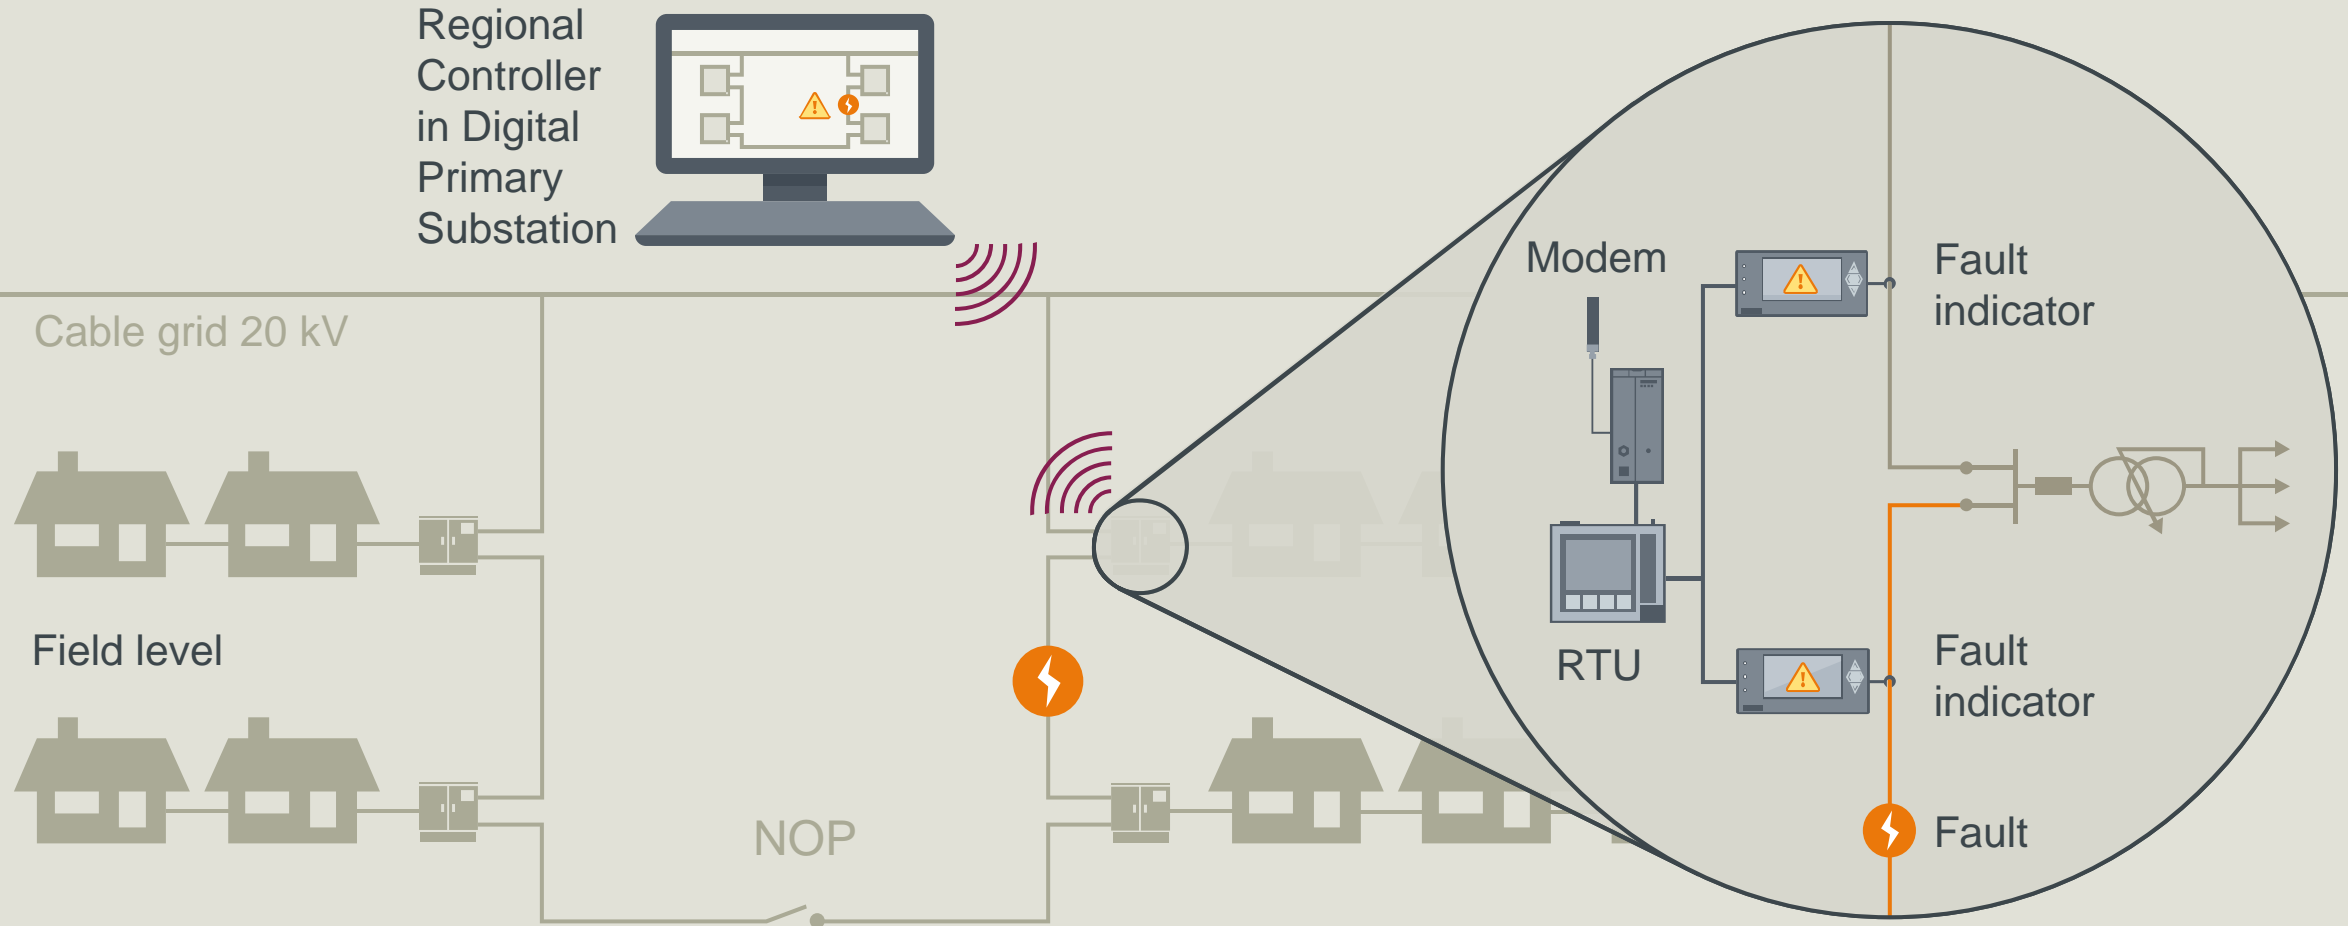 Regional
Controller
in Digital
Primary
Substation
Cable grid 20 kV
Field level
NOP
Modem
RTU
Fault
indicator
Fault
indicator
Fault